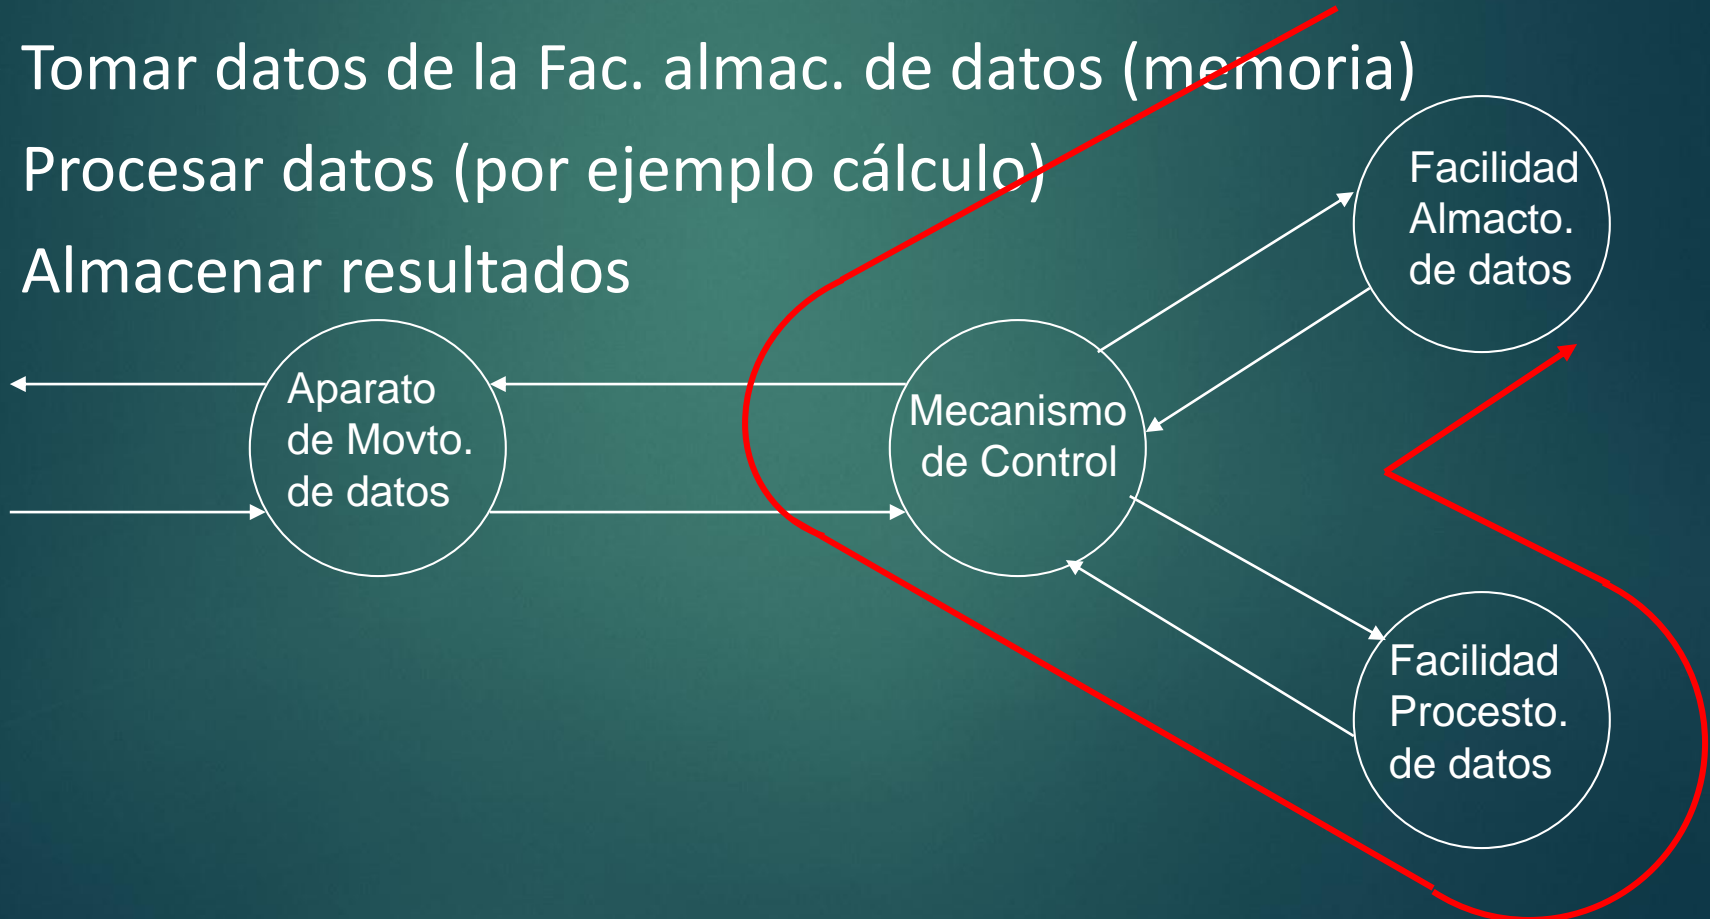 Tomar datos de la Fac. almac. de datos (memoria)
Procesar datos (por ejemplo cálculo)
Almacenar resultados
Facilidad
Almacto.
de datos
Aparato
de Movto.
de datos
Mecanismo
de Control
Facilidad
Procesto.
de datos